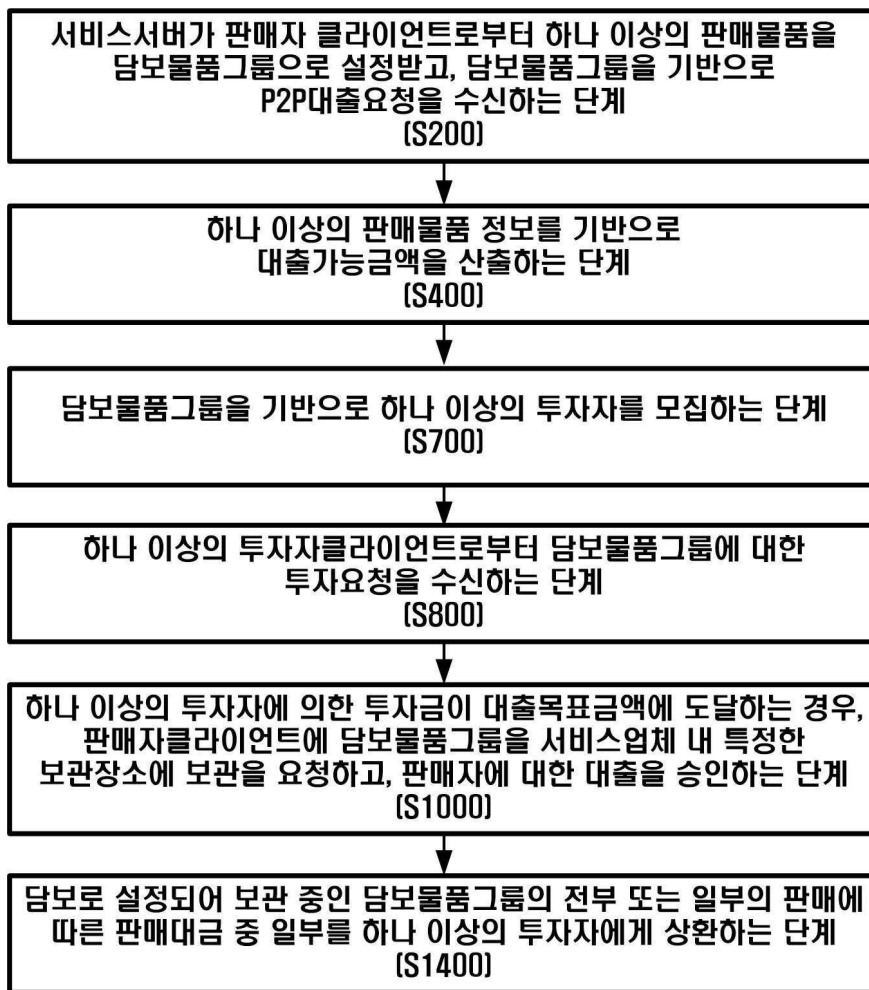 서비스서버가 판매자 클라이언트로부터 하나 이상의 판매물품을
담보물품그룹으로 설정받고, 담보물품그룹을 기반으로
P2P대출요청을 수신하는 단계
(S200)
하나 이상의 판매물품 정보를 기반으로
대출가능금액을 산출하는 단계
(S400)
담보물품그룹을 기반으로 하나 이상의 투자자를 모집하는 단계
(S700)
하나 이상의 투자자클라이언트로부터 담보물품그룹에 대한
투자요청을 수신하는 단계
(S800)
하나 이상의 투자자에 의한 투자금이 대출목표금액에 도달하는 경우,
판매자클라이언트에 담보물품그룹을 서비스업체 내 특정한
보관장소에 보관을 요청하고, 판매자에 대한 대출을 승인하는 단계
(S1000)
담보로 설정되어 보관 중인 담보물품그룹의 전부 또는 일부의 판매에
따른 판매대금 중 일부를 하나 이상의 투자자에게 상환하는 단계
(S1400)